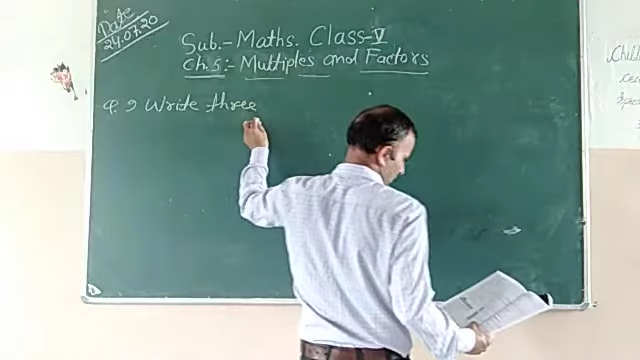 Date
24.07.20
Sub.- Maths. Class-V
Ch.5:- Multiples and Factors
Q.9 Write three